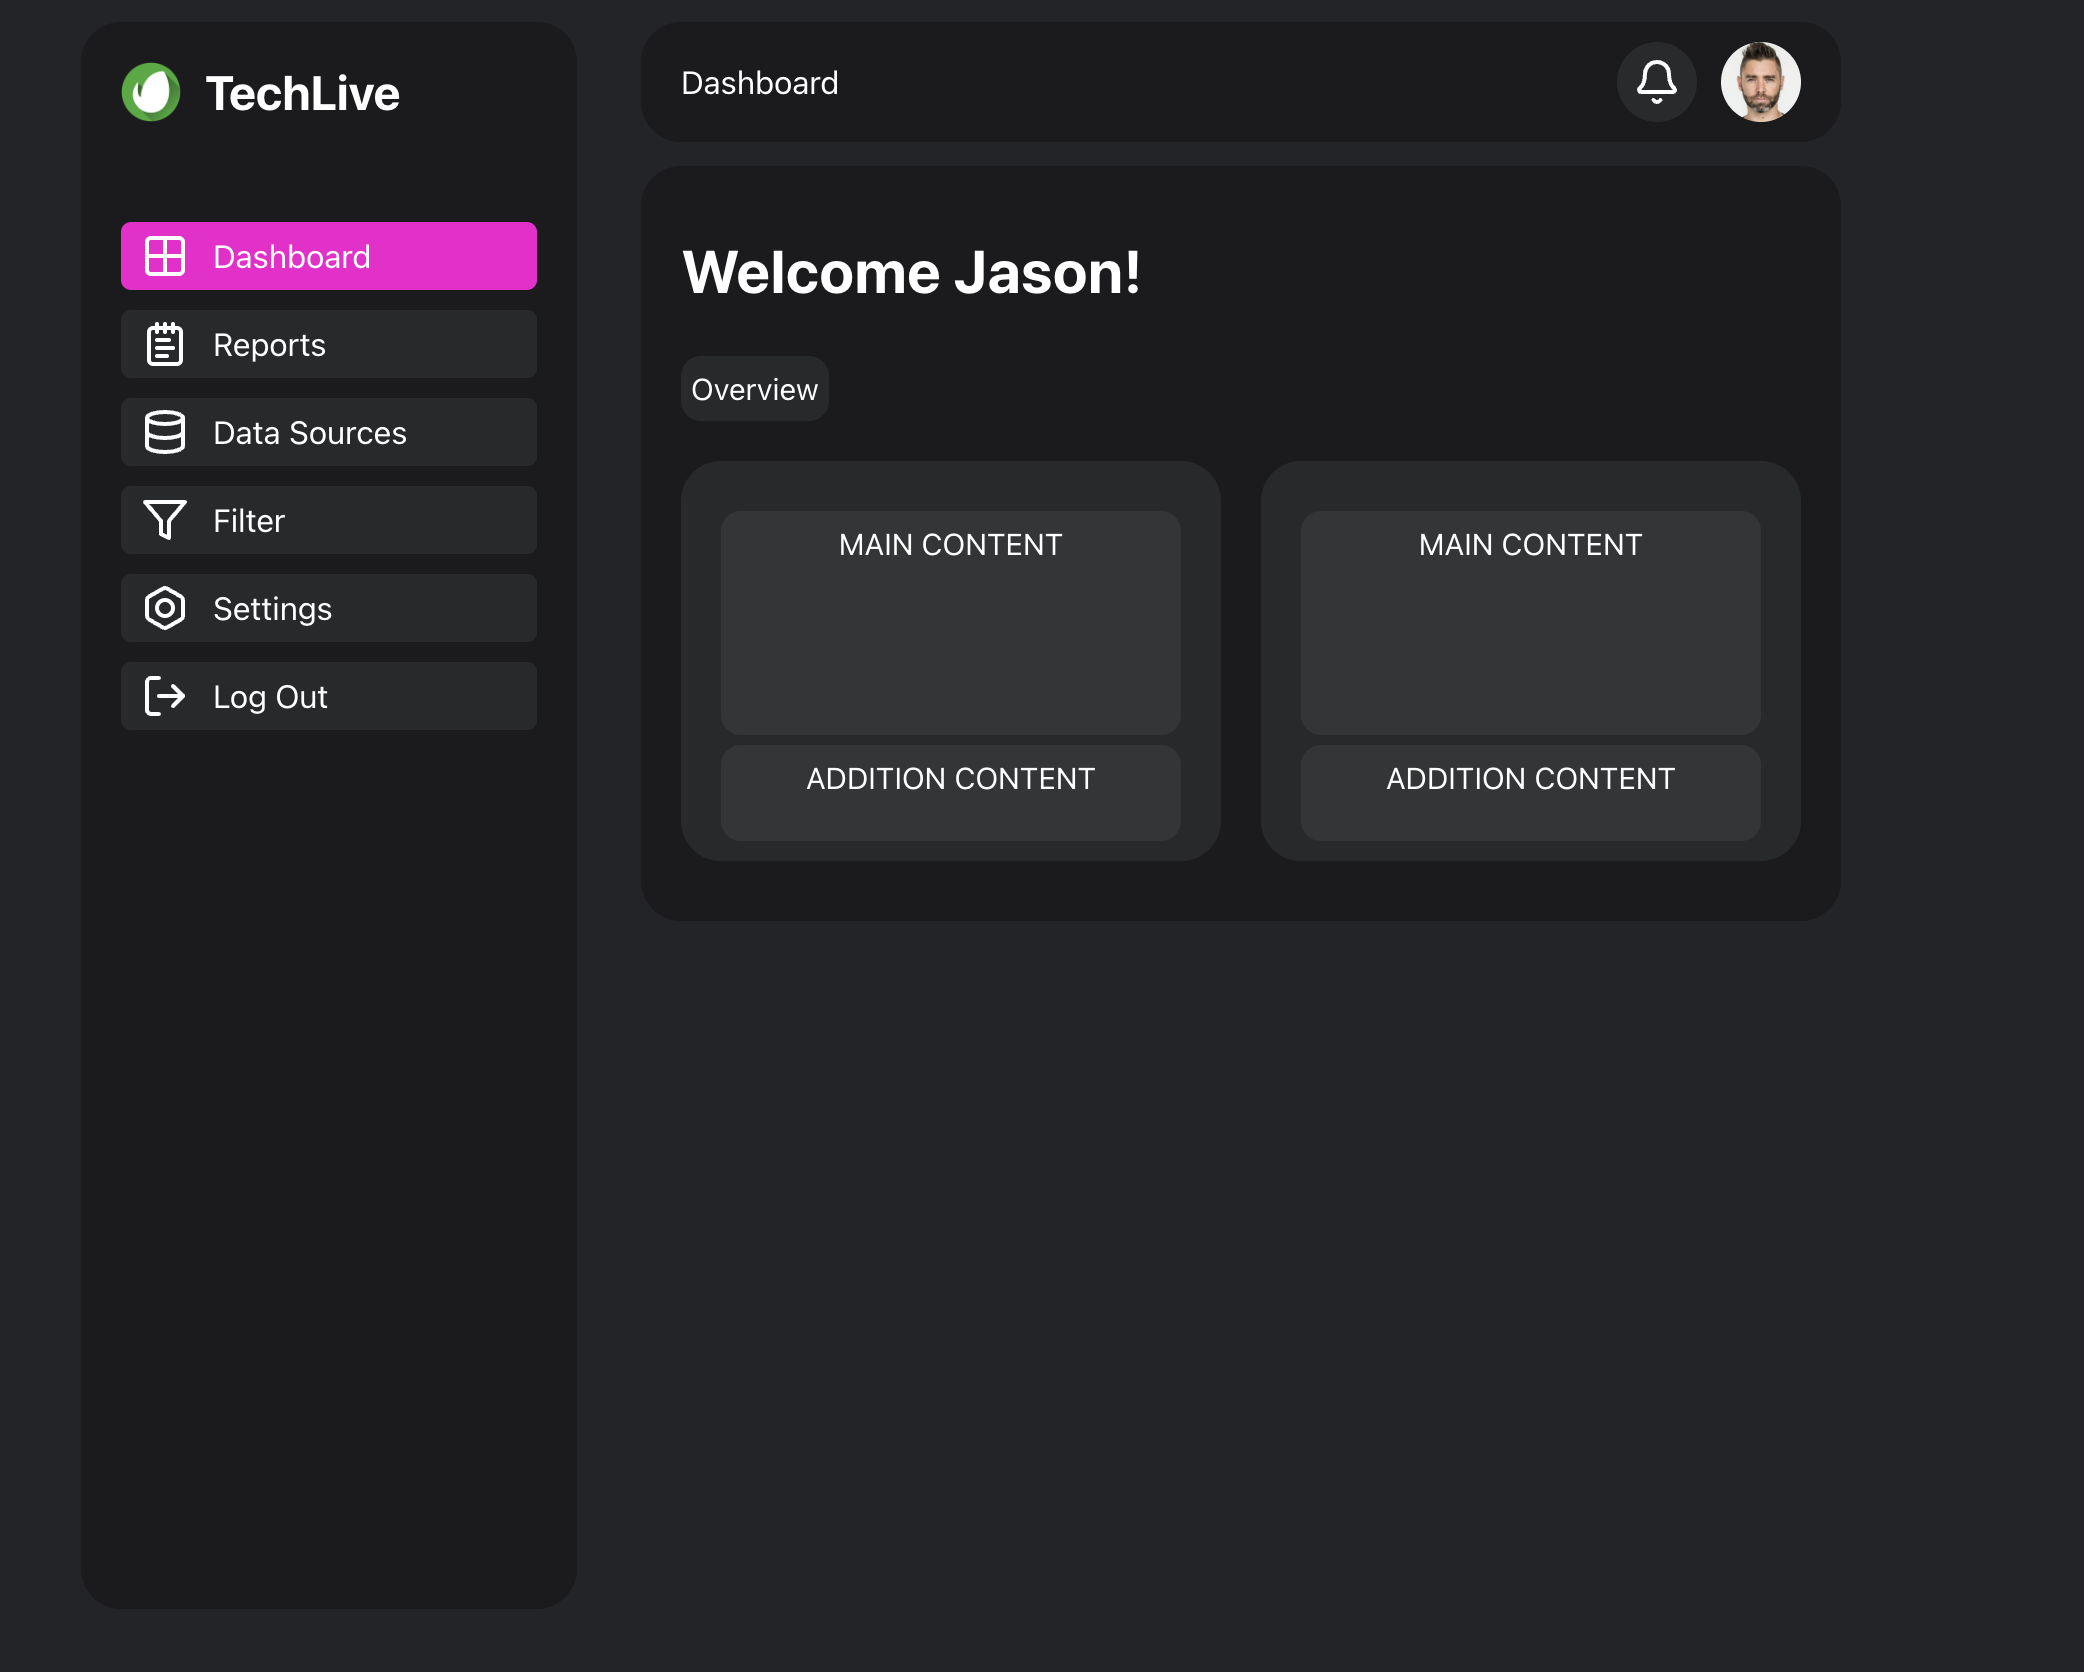 TechLive
Dashboard
Reports
Data Sources
Filter
Settings
Log Out
Dashboard
Welcome Jason!
Overview
MAIN CONTENT
ADDITION CONTENT
MAIN CONTENT
ADDITION CONTENT